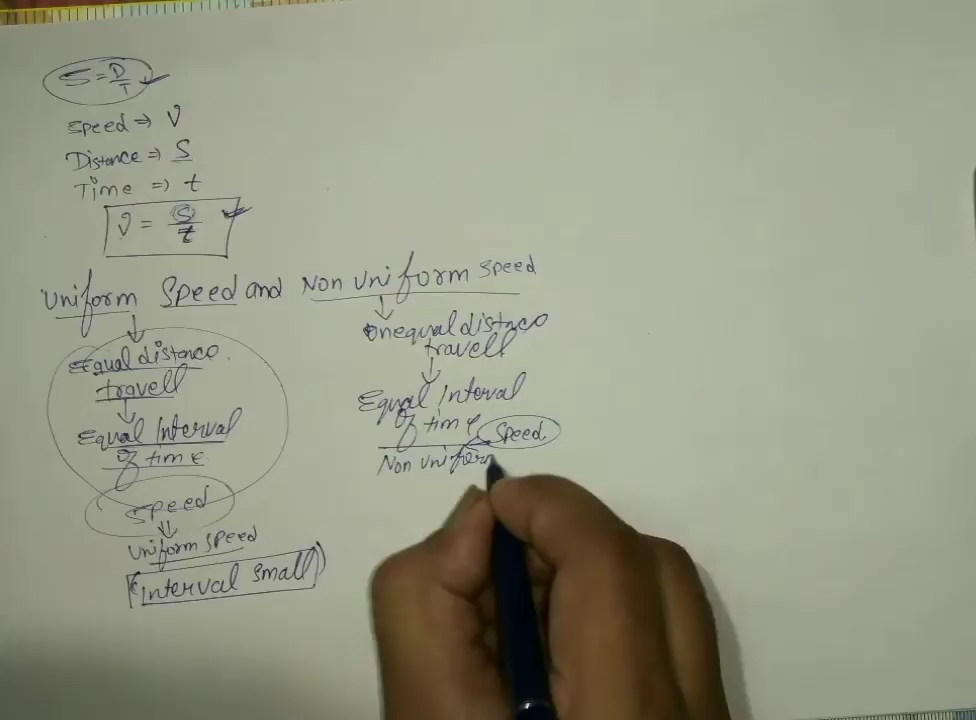 S = D/T
Speed => V
Distance => S
Time => t
V = S/t
Uniform Speed and Non Uniform Speed
Equal distance
travell
Equal Interval
of time
Speed
Uniform speed
(Interval small)
Unequal distance
travell
Equal Interval
of time
Speed
Non Uniform